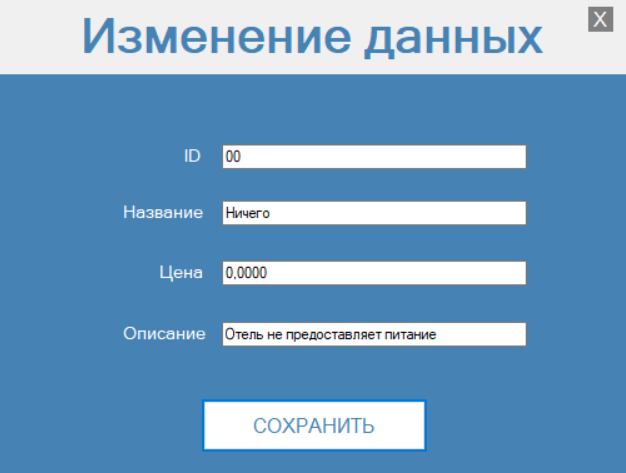 Изменение данных
X
ID 00
Название Ничего
Цена 0,0000
Описание Отель не предоставляет питание
СОХРАНИТЬ